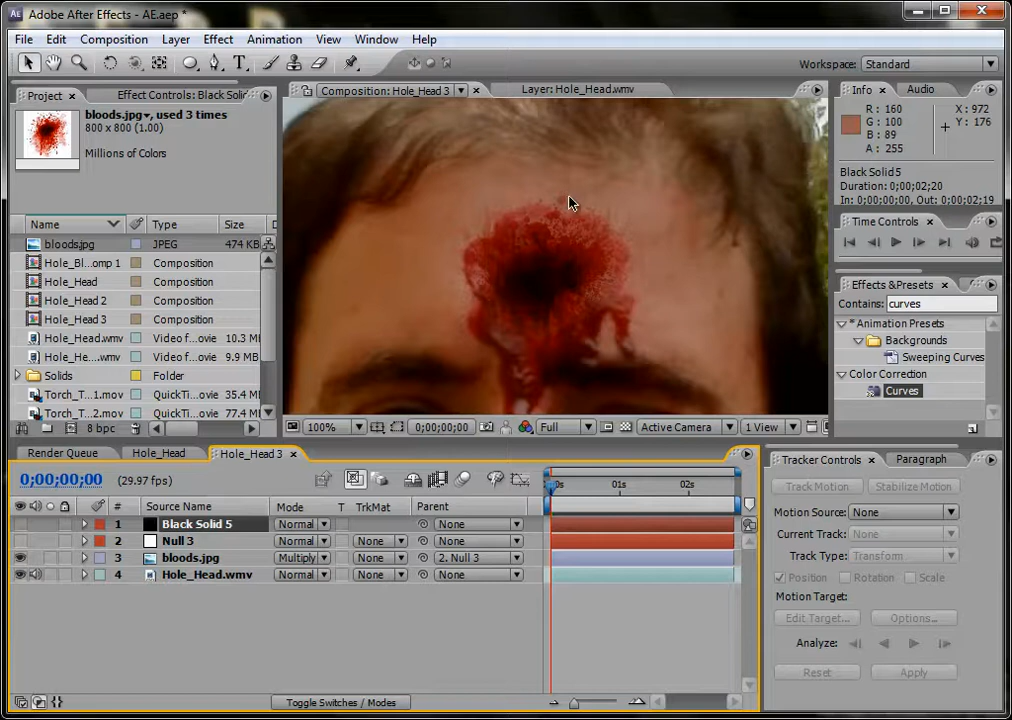 Adobe After Effects - AE.aep *
File Edit Composition Layer Effect Animation View Window Help
Workspace: Standard
Project Effect Controls: Black Solid
bloods.jpg, used 3 times
800 x 800 (1.00)
Millions of Colors
Name Type Size
bloods.jpg JPEG 474 KB
Hole_Bl...omp 1 Composition
Hole_Head Composition
Hole_Head 2 Composition
Hole_Head 3 Composition
Hole_Head.wmv Video f...ovie 10.3 M
Hole_He....wmv Video f...ovie 9.9 M
Solids Folder
Torch_T...1.mov QuickTi...ovie 35.4 M
Torch_T...2.mov QuickTi...ovie 77.4 M
8 bpc
Composition: Hole_Head 3 Layer: Hole_Head.wmv
100% 0;00;00;00 Full Active Camera 1 View
Info Audio
R: 160 X: 972
G: 100 Y: 176
B: 89
A: 255
Black Solid 5
Duration: 0;00;02;20
In: 0;00;00;00, Out: 0;00;02;19
Time Controls
Effects & Presets
Contains: curves
* Animation Presets
Backgrounds
Sweeping Curves
Color Correction
Curves
Render Queue Hole_Head Hole_Head 3
0;00;00;00 (29.97 fps)
# Source Name Mode T TrkMat Parent
0s 01s 02s
1 Black Solid 5 Normal None
2 Null 3 Normal None None
3 bloods.jpg Multiply None 2. Null 3
4 Hole_Head.wmv Normal None None
Toggle Switches / Modes
Tracker Controls Paragraph
Track Motion Stabilize Motion
Motion Source: None
Current Track: None
Track Type: Transform
Position Rotation Scale
Motion Target:
Edit Target... Options...
Analyze:
Reset Apply